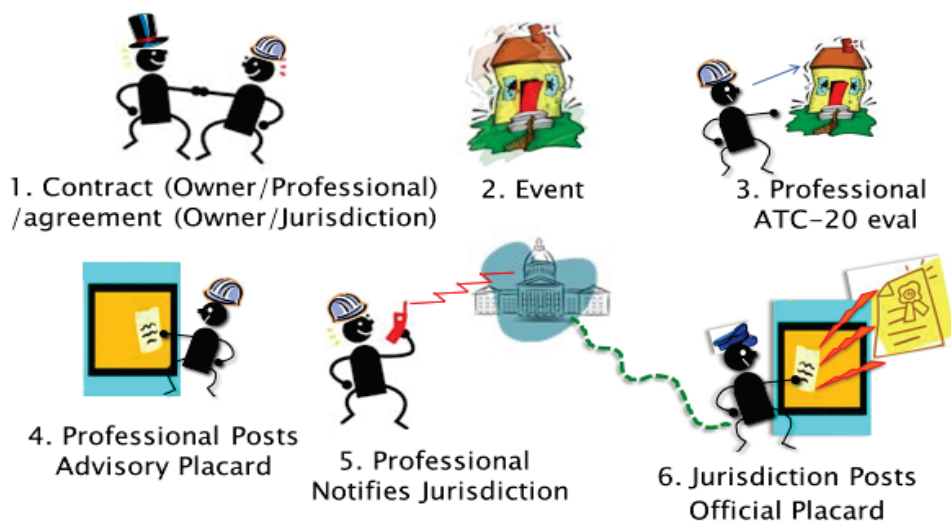 1. Contract (Owner/Professional)
/agreement (Owner/Jurisdiction)
2. Event
3. Professional
ATC-20 eval
4. Professional Posts
Advisory Placard
5. Professional
Notifies Jurisdiction
6. Jurisdiction Posts
Official Placard